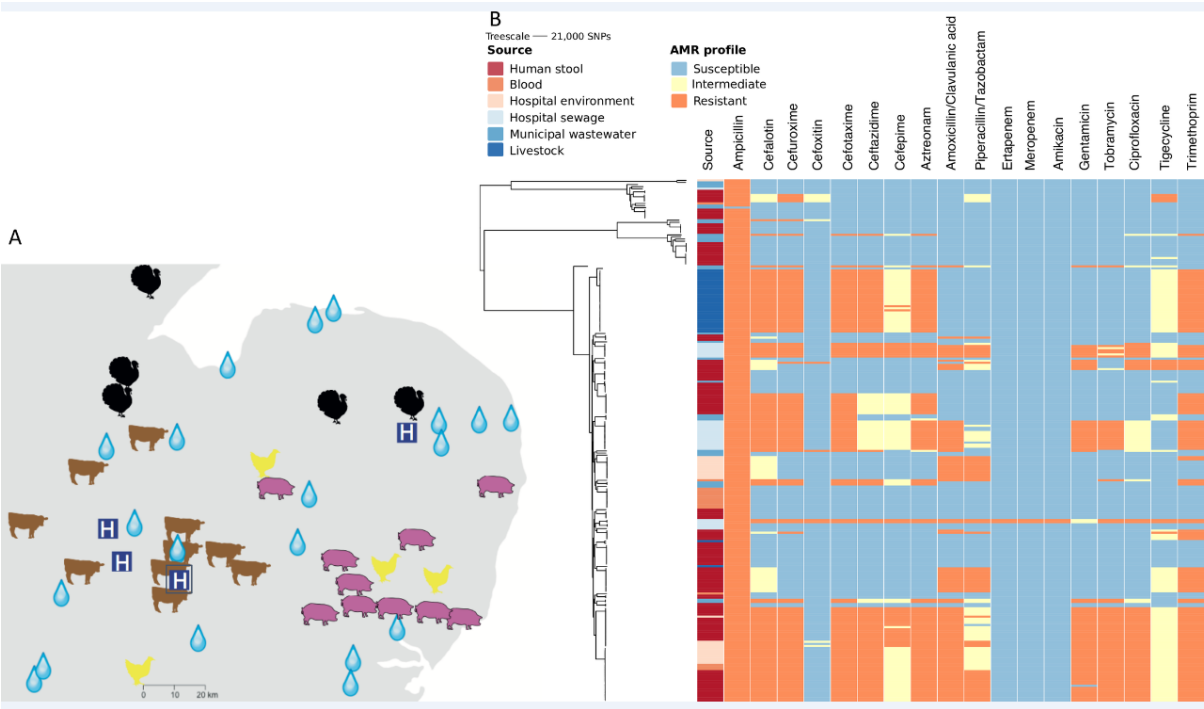 B
Treescale — 21,000 SNPs
Source
Human stool
Blood
Hospital environment
Hospital sewage
Municipal wastewater
Livestock
AMR profile
Susceptible
Intermediate
Resistant
Source
Ampicillin
Cefalotin
Cefuroxime
Cefoxitin
Cefotaxime
Ceftazidime
Cefepime
Aztreonam
Amoxicillin/Clavulanic acid
Piperacillin/Tazobactam
Ertapenem
Meropenem
Amikacin
Gentamicin
Tobramycin
Ciprofloxacin
Tigecycline
Trimethoprim
A
H
H
H
H
0 10 20 km